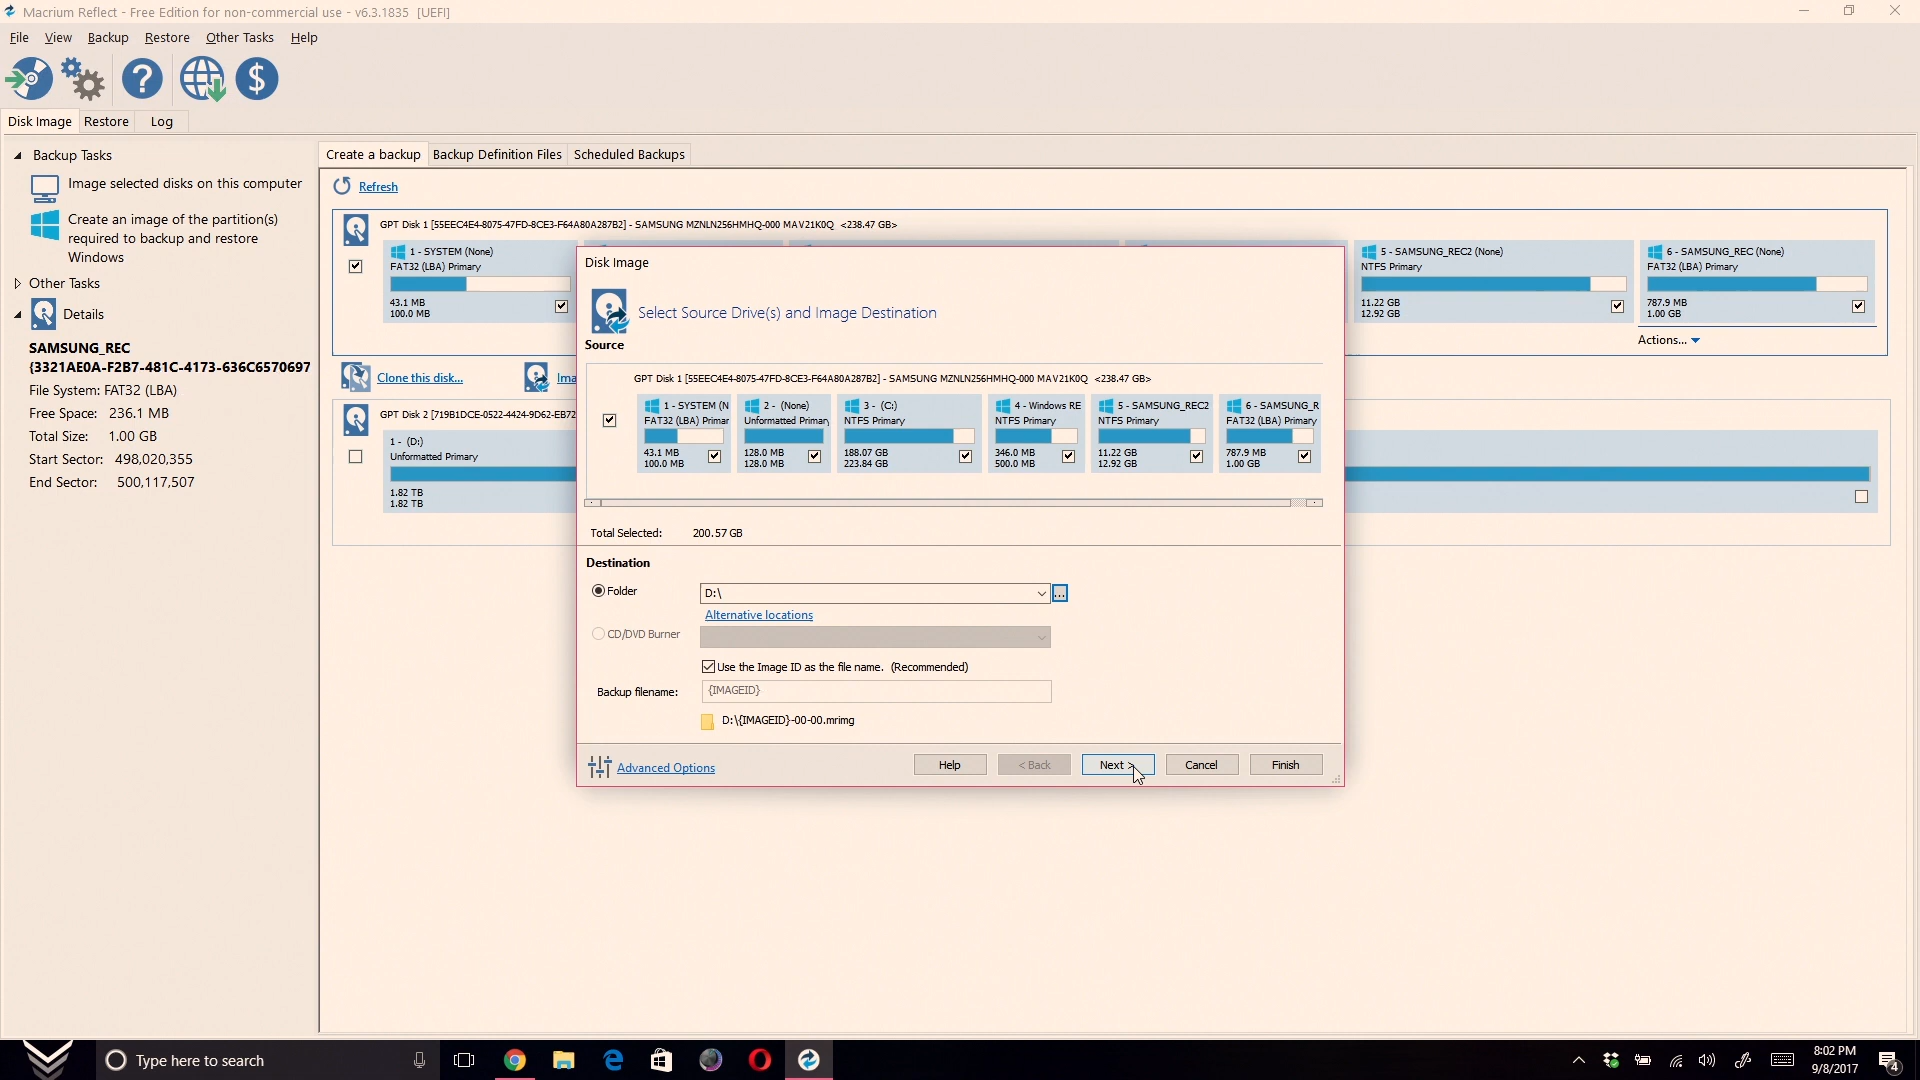 Macrium Reflect - Free Edition for non-commercial use - v6.3.1835 [UEFI]
File View Backup Restore Other Tasks Help
Disk Image Restore Log
Backup Tasks
Image selected disks on this computer
Create an image of the partition(s)
required to backup and restore
Windows
Other Tasks
Details
SAMSUNG_REC
{3321AE0A-F2B7-481C-4173-636C6570697
File System: FAT32 (LBA)
Free Space: 236.1 MB
Total Size: 1.00 GB
Start Sector: 498,020,355
End Sector: 500,117,507
Create a backup Backup Definition Files Scheduled Backups
Refresh
GPT Disk 1 [55EEC4E4-8075-47FD-8CE3-F64A80A287B2] - SAMSUNG MZNLN256HMHQ-000 MAV21K0Q <238.47 GB>
1 - SYSTEM (None)
FAT32 (LBA) Primary
43.1 MB
100.0 MB
5 - SAMSUNG_REC2 (None)
NTFS Primary
11.22 GB
12.92 GB
6 - SAMSUNG_REC (None)
FAT32 (LBA) Primary
787.9 MB
1.00 GB
Actions...
Clone this disk...
Ima
GPT Disk 2 [719B1DCE-0522-4424-9D62-EB72
1 - (D:)
Unformatted Primary
1.82 TB
1.82 TB
Disk Image
Select Source Drive(s) and Image Destination
Source
GPT Disk 1 [55EEC4E4-8075-47FD-8CE3-F64A80A287B2] - SAMSUNG MZNLN256HMHQ-000 MAV21K0Q <238.47 GB>
1 - SYSTEM (N
FAT32 (LBA) Primar
43.1 MB
100.0 MB
2 - (None)
Unformatted Primary
128.0 MB
128.0 MB
3 - (C:)
NTFS Primary
188.07 GB
223.84 GB
4 - Windows RE
NTFS Primary
346.0 MB
500.0 MB
5 - SAMSUNG_REC2
NTFS Primary
11.22 GB
12.92 GB
6 - SAMSUNG_R
FAT32 (LBA) Primary
787.9 MB
1.00 GB
Total Selected: 200.57 GB
Destination
Folder D:\ ...
Alternative locations
CD/DVD Burner
Use the Image ID as the file name. (Recommended)
Backup filename: {IMAGEID}
D:\{IMAGEID}-00-00.mrimg
Advanced Options Help < Back Next > Cancel Finish
Type here to search
8:02 PM
9/8/2017
4